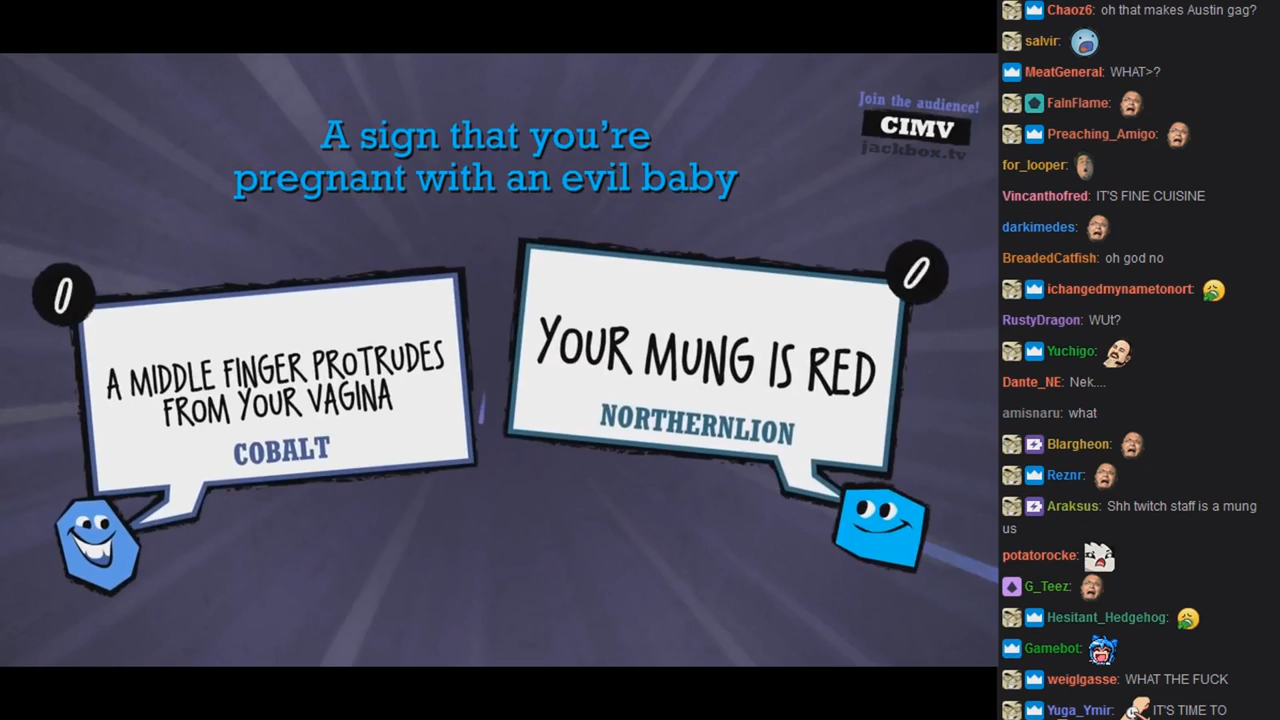 A sign that you're
pregnant with an evil baby
Join the audience!
CIMV
jackbox.tv
0
A MIDDLE FINGER PROTRUDES
FROM YOUR VAGINA
COBALT
0
YOUR MUNG IS RED
NORTHERNLION
Chaoz6: oh that makes Austin gag?
salvir:
MeatGeneral: WHAT>?
FalnFlame:
Preaching_Amigo:
for_looper:
Vincanthofred: IT'S FINE CUISINE
darkimedes:
BreadedCatfish: oh god no
ichangedmynametonort:
RustyDragon: WUt?
Yuchigo:
Dante_NE: Nek....
amisnaru: what
Blargheon:
Reznr:
Araksus: Shh twitch staff is a mung
us
potatorocke:
G_Teez:
Hesitant_Hedgehog:
Gamebot:
weiglgasse: WHAT THE FUCK
Yuga_Ymir: IT'S TIME TO